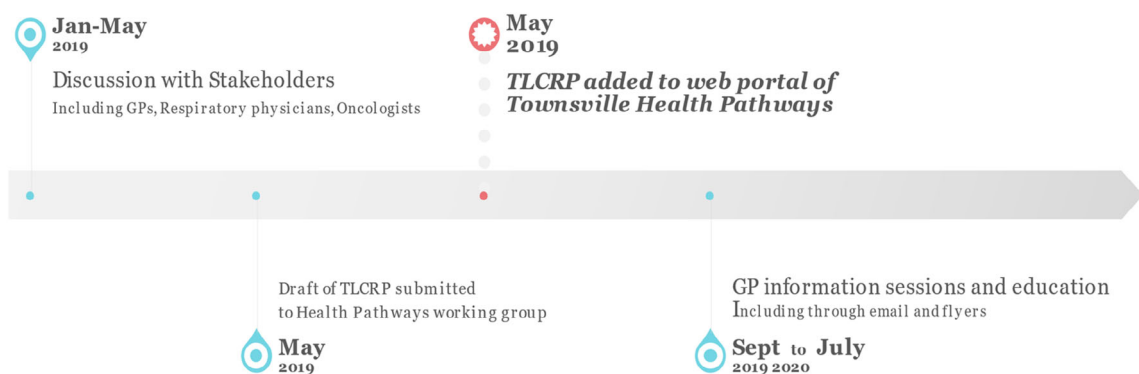 Jan-May
2019
Discussion with Stakeholders
Including GPs, Respiratory physicians, Oncologists
May
2019
TLCRP added to web portal of
Townsville Health Pathways
Draft of TLCRP submitted
to Health Pathways working group
May
2019
GP information sessions and education
Including through email and flyers
Sept to July
2019 2020